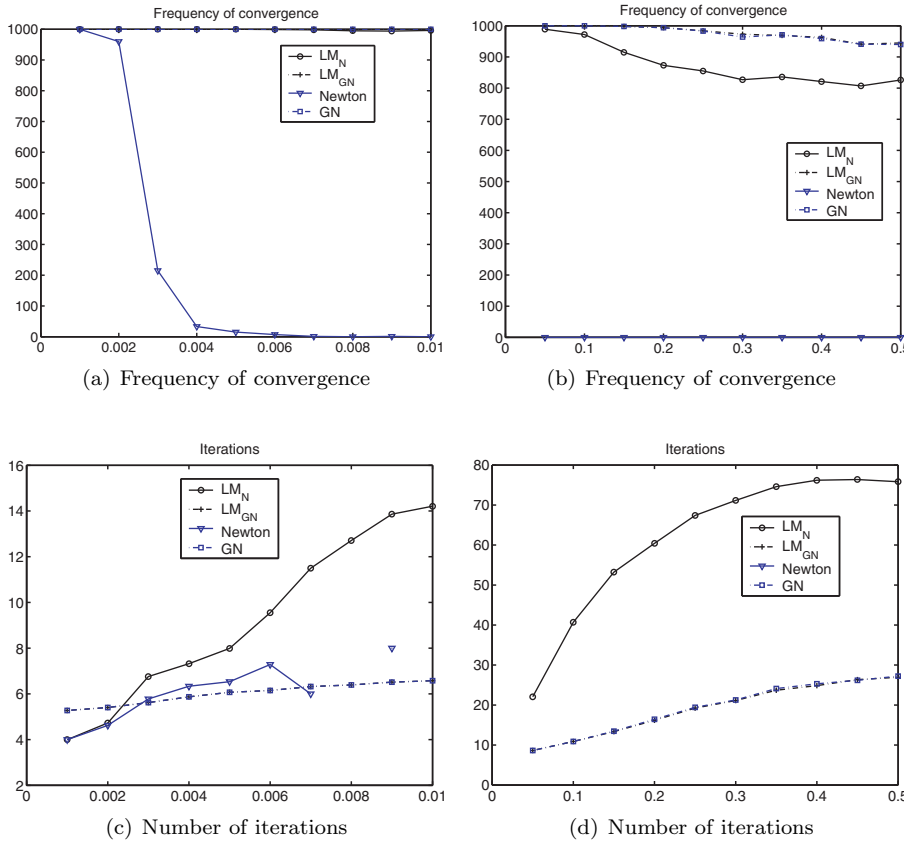 Frequency of convergence
1000
900
800
700
600
500
400
300
200
100
0
LM_N
LM_GN
Newton
GN
0 0.002 0.004 0.006 0.008 0.01
(a) Frequency of convergence
Frequency of convergence
1000
900
800
700
600
500
400
300
200
100
0
LM_N
LM_GN
Newton
GN
0 0.1 0.2 0.3 0.4 0.5
(b) Frequency of convergence
Iterations
16
14
12
10
8
6
4
2
LM_N
LM_GN
Newton
GN
0 0.002 0.004 0.006 0.008 0.01
(c) Number of iterations
Iterations
80
70
60
50
40
30
20
10
0
LM_N
LM_GN
Newton
GN
0 0.1 0.2 0.3 0.4 0.5
(d) Number of iterations